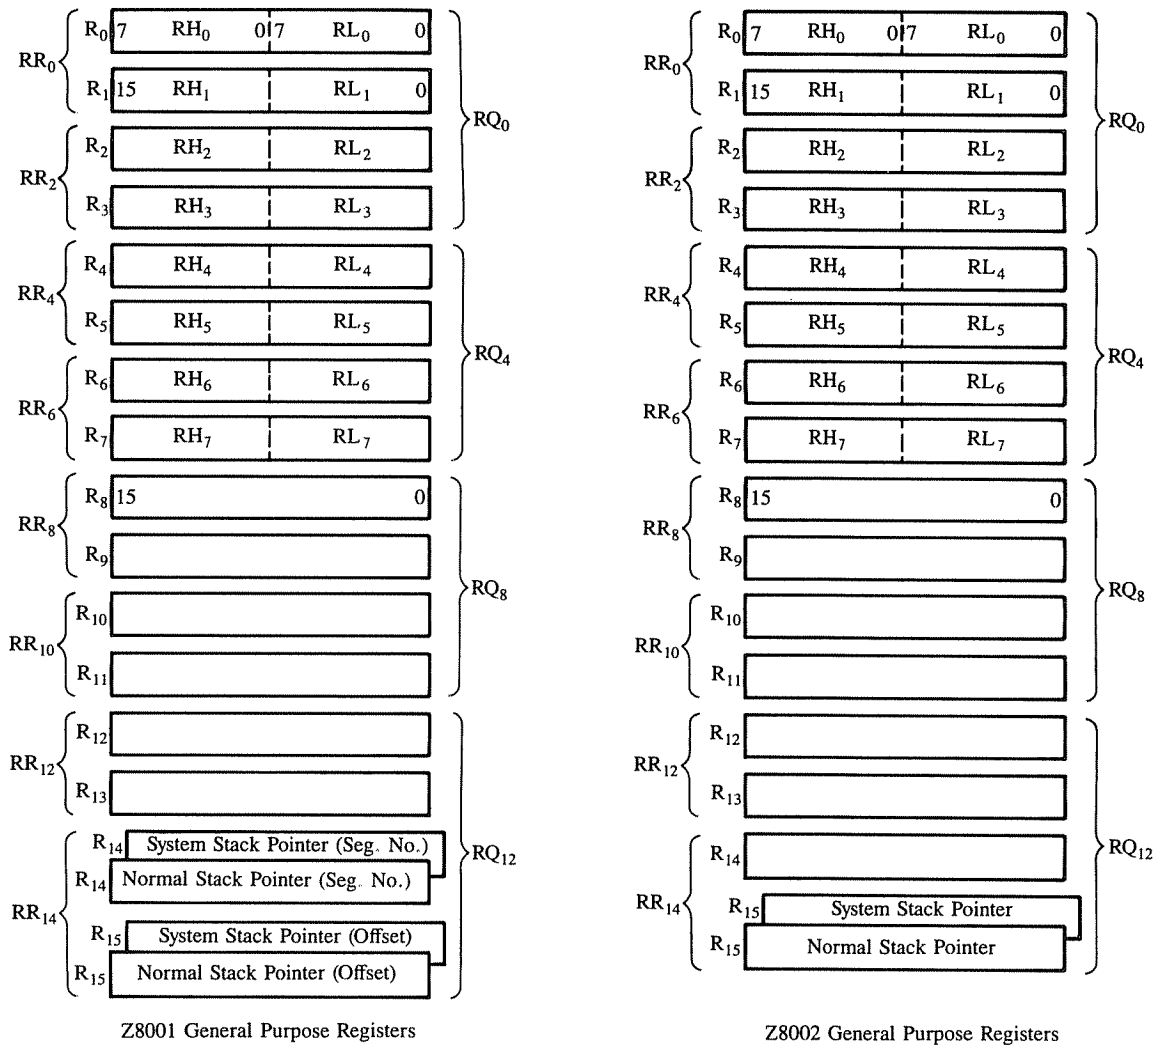 R0 7 RH0 0 7 RL0 0
RR0
R1 15 RH1 RL1 0
RQ0
R2 RH2 RL2
RR2
R3 RH3 RL3
R4 RH4 RL4
RR4
R5 RH5 RL5
RQ4
R6 RH6 RL6
RR6
R7 RH7 RL7
R8 15 0
RR8
R9
RQ8
R10
RR10
R11
R12
RR12
R13
RQ12
R14 System Stack Pointer (Seg. No.)
R14 Normal Stack Pointer (Seg. No.)
RR14
R15 System Stack Pointer (Offset)
R15 Normal Stack Pointer (Offset)
Z8001 General Purpose Registers
R0 7 RH0 0 7 RL0 0
RR0
R1 15 RH1 RL1 0
RQ0
R2 RH2 RL2
RR2
R3 RH3 RL3
R4 RH4 RL4
RR4
R5 RH5 RL5
RQ4
R6 RH6 RL6
RR6
R7 RH7 RL7
R8 15 0
RR8
R9
RQ8
R10
RR10
R11
R12
RR12
R13
RQ12
R14
RR14
R15 System Stack Pointer
R15 Normal Stack Pointer
Z8002 General Purpose Registers